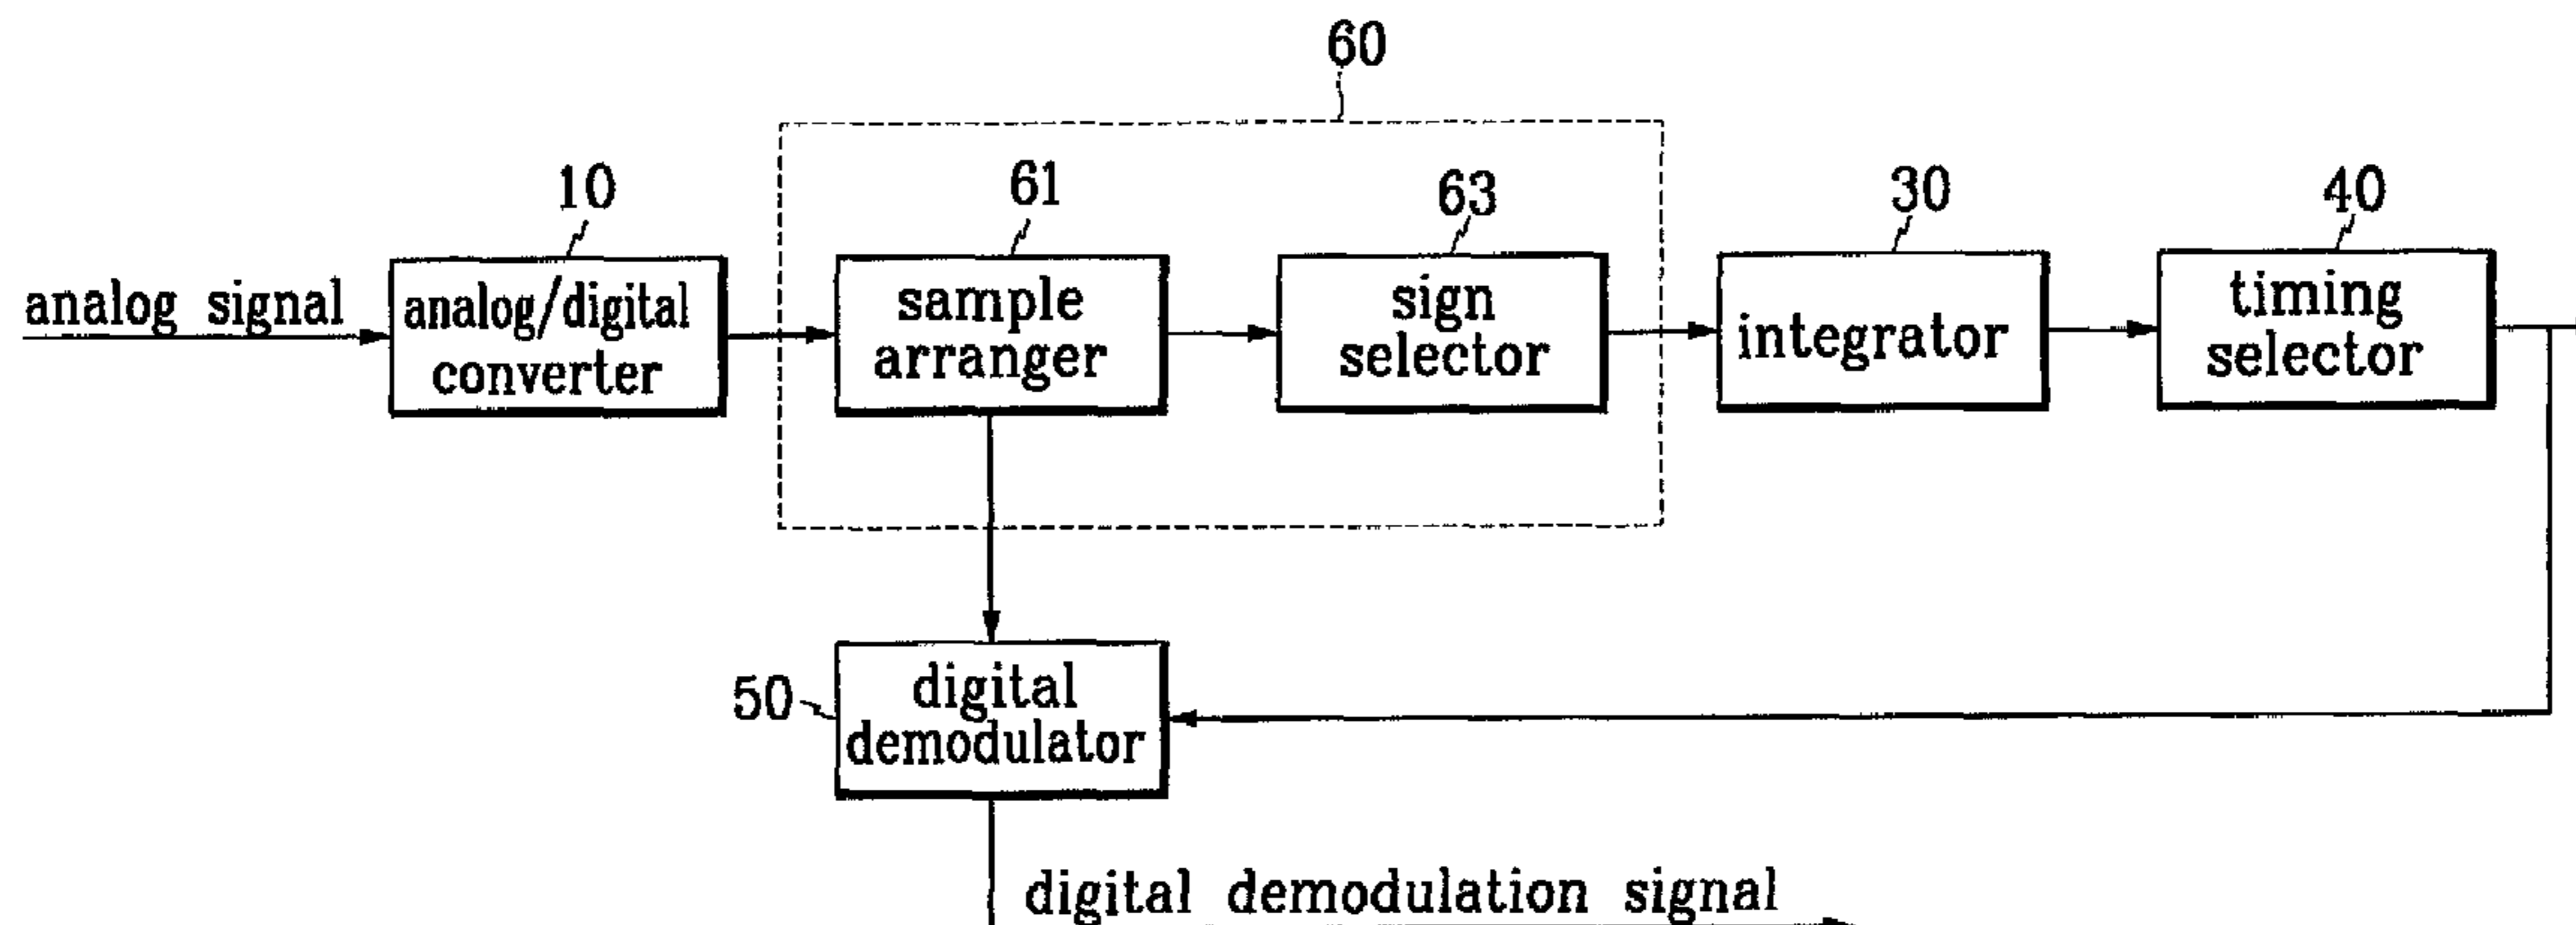 60
10
61
63
30
40
analog signal
analog/digital
converter
sample
arranger
sign
selector
integrator
timing
selector
50
digital
demodulator
digital demodulation signal